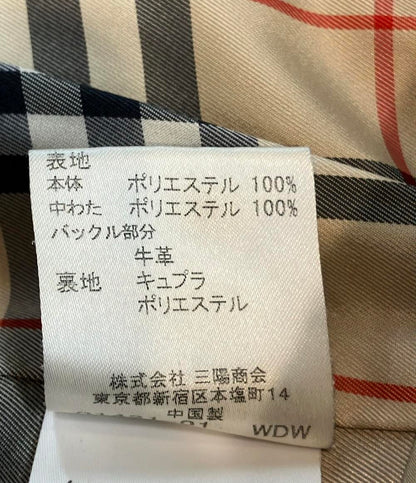 表地
本体 ポリエステル 100%
中わた ポリエステル 100%
バックル部分
牛革
裏地 キュプラ
ポリエステル
株式会社 三陽商会
東京都新宿区本塩町14
中国製
WDW